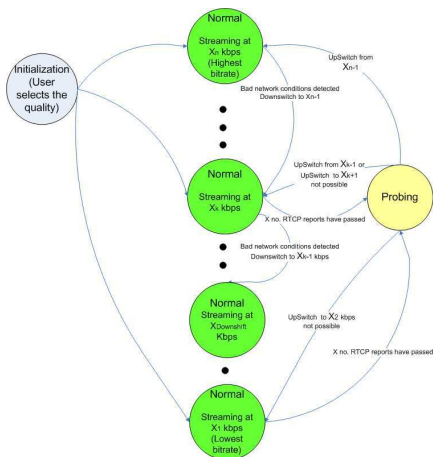 Initialization
(User
selects the
quality)
Normal
Streaming at
Xn kbps
(Highest
bitrate)
UpSwitch from
Xn-1
Bad network conditions detected
Downswitch to Xn-1
Normal
Streaming at
Xk kbps
UpSwitch from Xk-1 or
UpSwitch to Xk+1
not possible
Probing
X no. RTCP reports have passed
Bad network conditions detected
Downswitch to Xk-1 kbps
Normal
Streaming at
XDownshift
Kbps
UpSwitch to X2 kbps
not possible
X no. RTCP reports have passed
Normal
Streaming at
X1 kbps
(Lowest
bitrate)